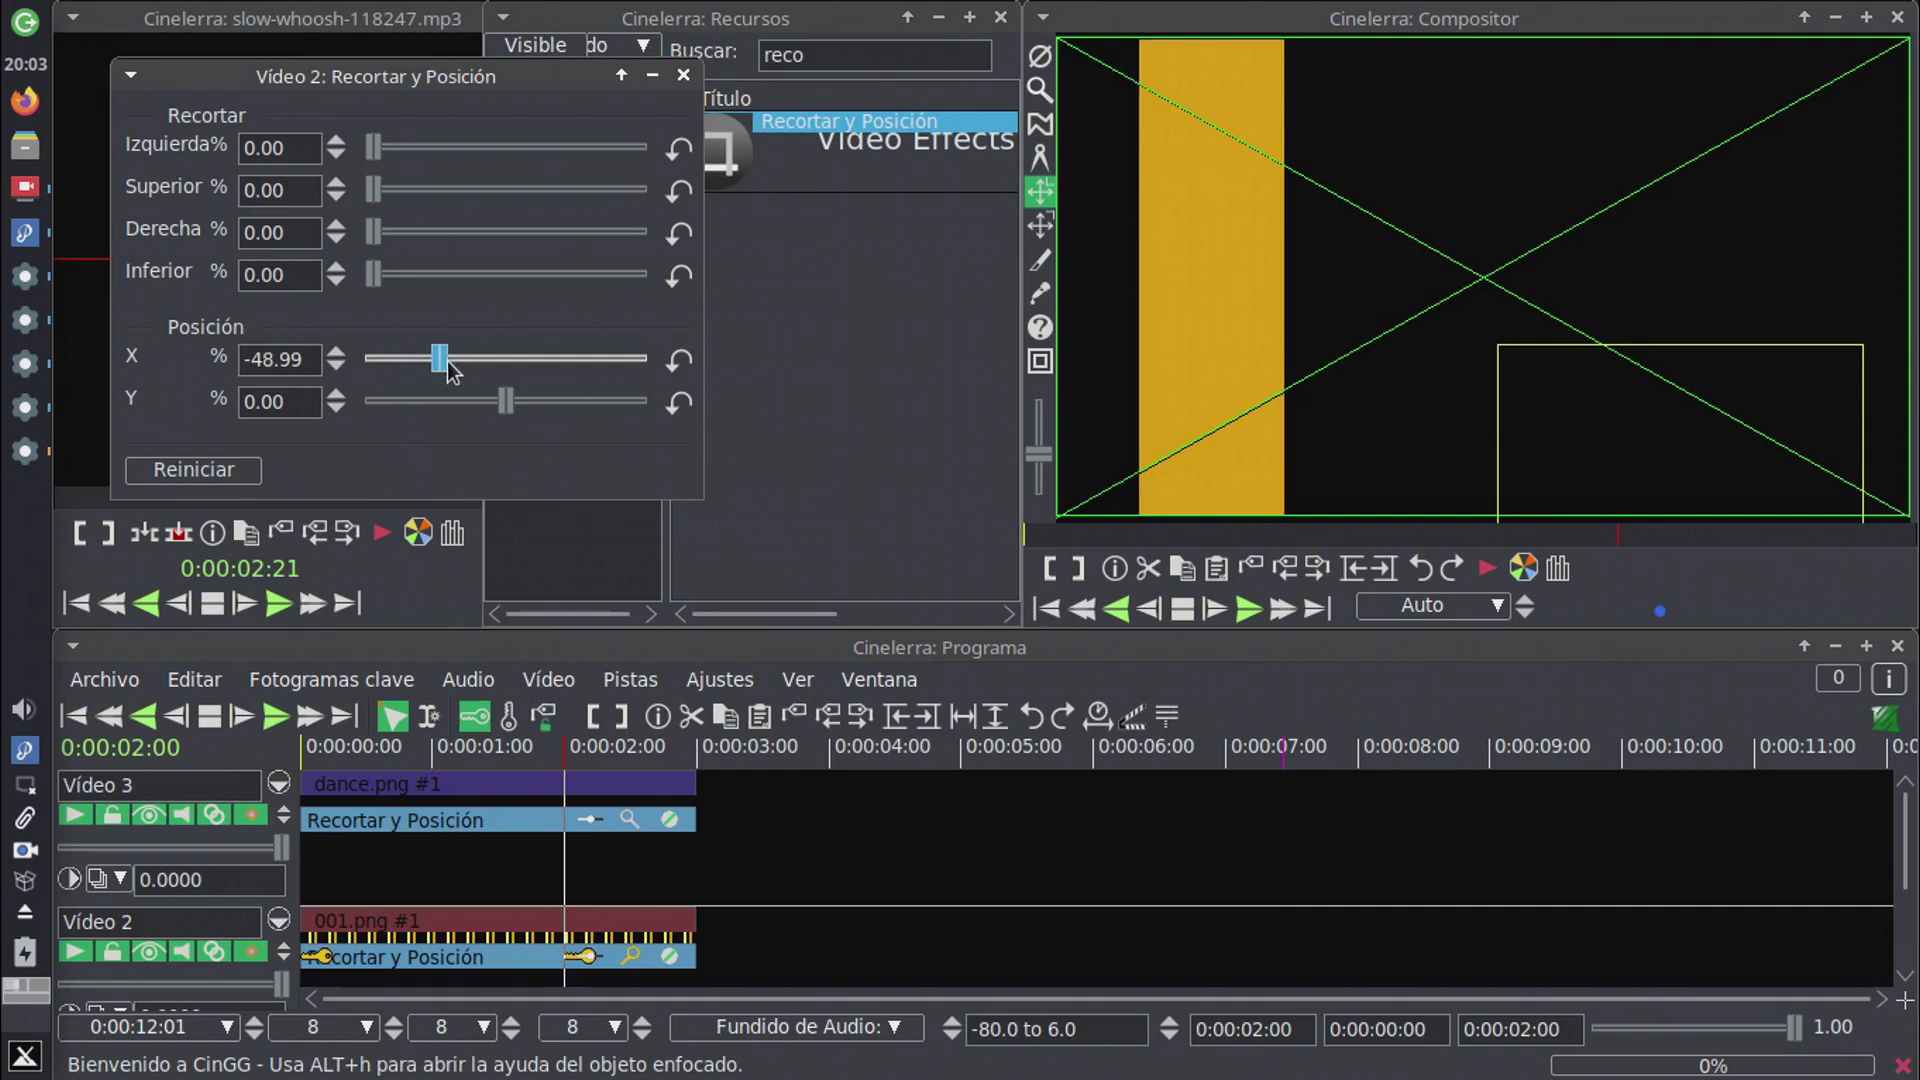 20:03
Cinelerra: slow-whoosh-118247.mp3
Cinelerra: Recursos
Cinelerra: Compositor
Visible
do
Buscar:
reco
Título
Recortar y Posición
Video Effects
Vídeo 2: Recortar y Posición
Recortar
Izquierda%
0.00
Superior %
0.00
Derecha %
0.00
Inferior %
0.00
Posición
X %
-48.99
Y %
0.00
Reiniciar
0:00:02:21
Auto
Cinelerra: Programa
Archivo Editar Fotogramas clave Audio Vídeo Pistas Ajustes Ver Ventana
0
i
0:00:02:00
0:00:00:00 0:00:01:00 0:00:02:00 0:00:03:00 0:00:04:00 0:00:05:00 0:00:06:00 0:00:07:00 0:00:08:00 0:00:09:00 0:00:10:00 0:00:11:00 0:0
Vídeo 3
dance.png #1
Recortar y Posición
0.0000
Vídeo 2
001.png #1
Recortar y Posición
0:00:12:01
8
8
8
Fundido de Audio:
-80.0 to 6.0
0:00:02:00
0:00:00:00
0:00:02:00
1.00
Bienvenido a CinGG - Usa ALT+h para abrir la ayuda del objeto enfocado.
0%